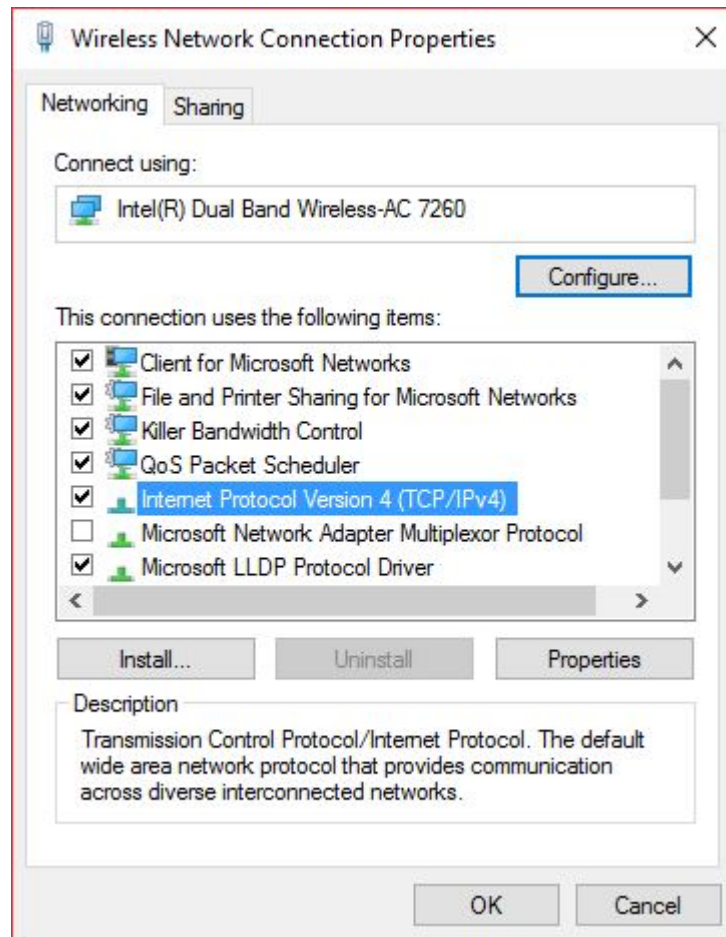 Wireless Network Connection Properties
Networking
Sharing
Connect using:
Intel(R) Dual Band Wireless-AC 7260
Configure...
This connection uses the following items:
Client for Microsoft Networks
File and Printer Sharing for Microsoft Networks
Killer Bandwidth Control
QoS Packet Scheduler
Internet Protocol Version 4 (TCP/IPv4)
Microsoft Network Adapter Multiplexor Protocol
Microsoft LLDP Protocol Driver
Install...
Uninstall
Properties
Description
Transmission Control Protocol/Internet Protocol. The default
wide area network protocol that provides communication
across diverse interconnected networks.
OK
Cancel